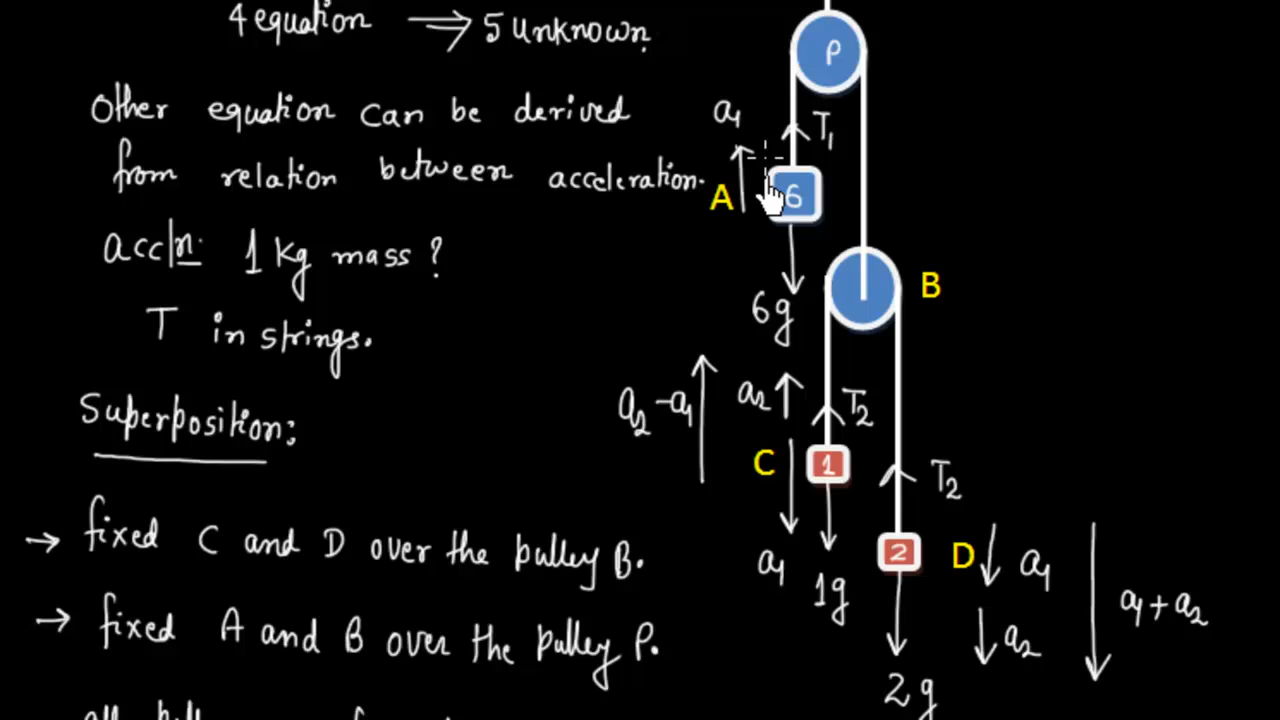 4 equation ⟹ 5 Unknown.
Other equation can be derived
from relation between acceleration.
acc|n. 1 kg mass ?
T in strings.
Superposition:
→ fixed C and D over the pulley B.
→ fixed A and B over the pulley P.
P
a₁
T₁
A
6
6g
B
a₂ - a₁
a₂
T₂
C
1
T₂
2
D
a₁
a₁
1g
a₁ + a₂
a₂
2g